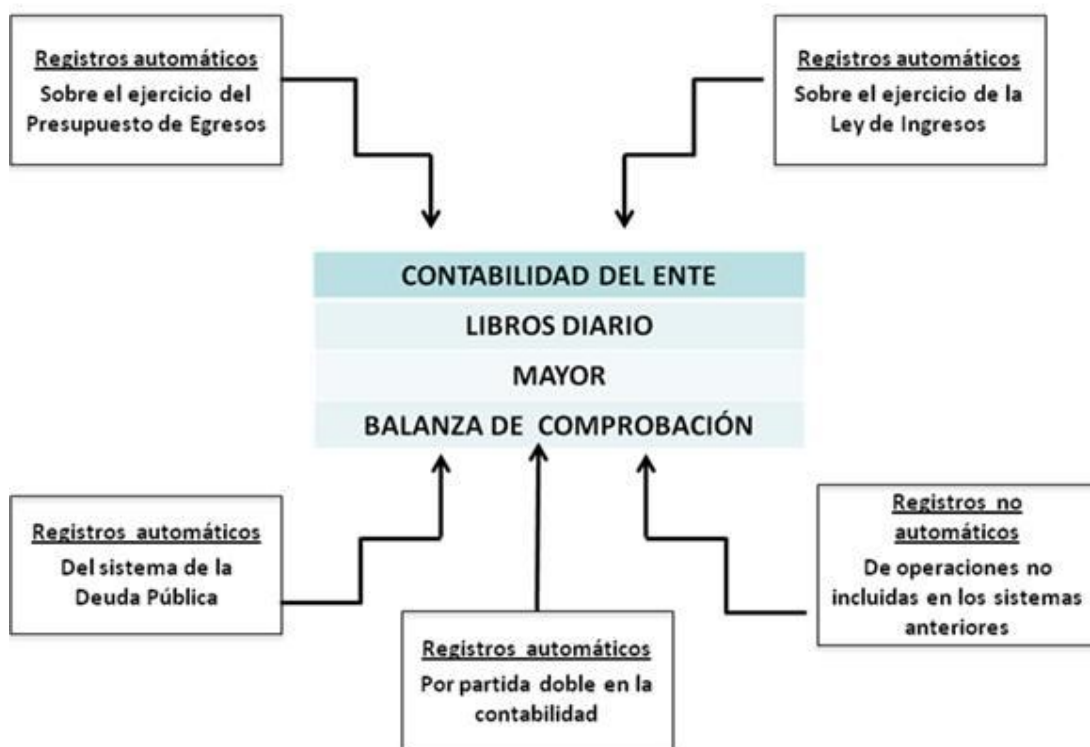 Registros automáticos
Sobre el ejercicio del
Presupuesto de Egresos
Registros automáticos
Sobre el ejercicio de la
Ley de Ingresos
CONTABILIDAD DEL ENTE
LIBROS DIARIO
MAYOR
BALANZA DE COMPROBACIÓN
Registros automáticos
Del sistema de la
Deuda Pública
Registros automáticos
Por partida doble en la
contabilidad
Registros no
automáticos
De operaciones no
incluidas en los sistemas
anteriores